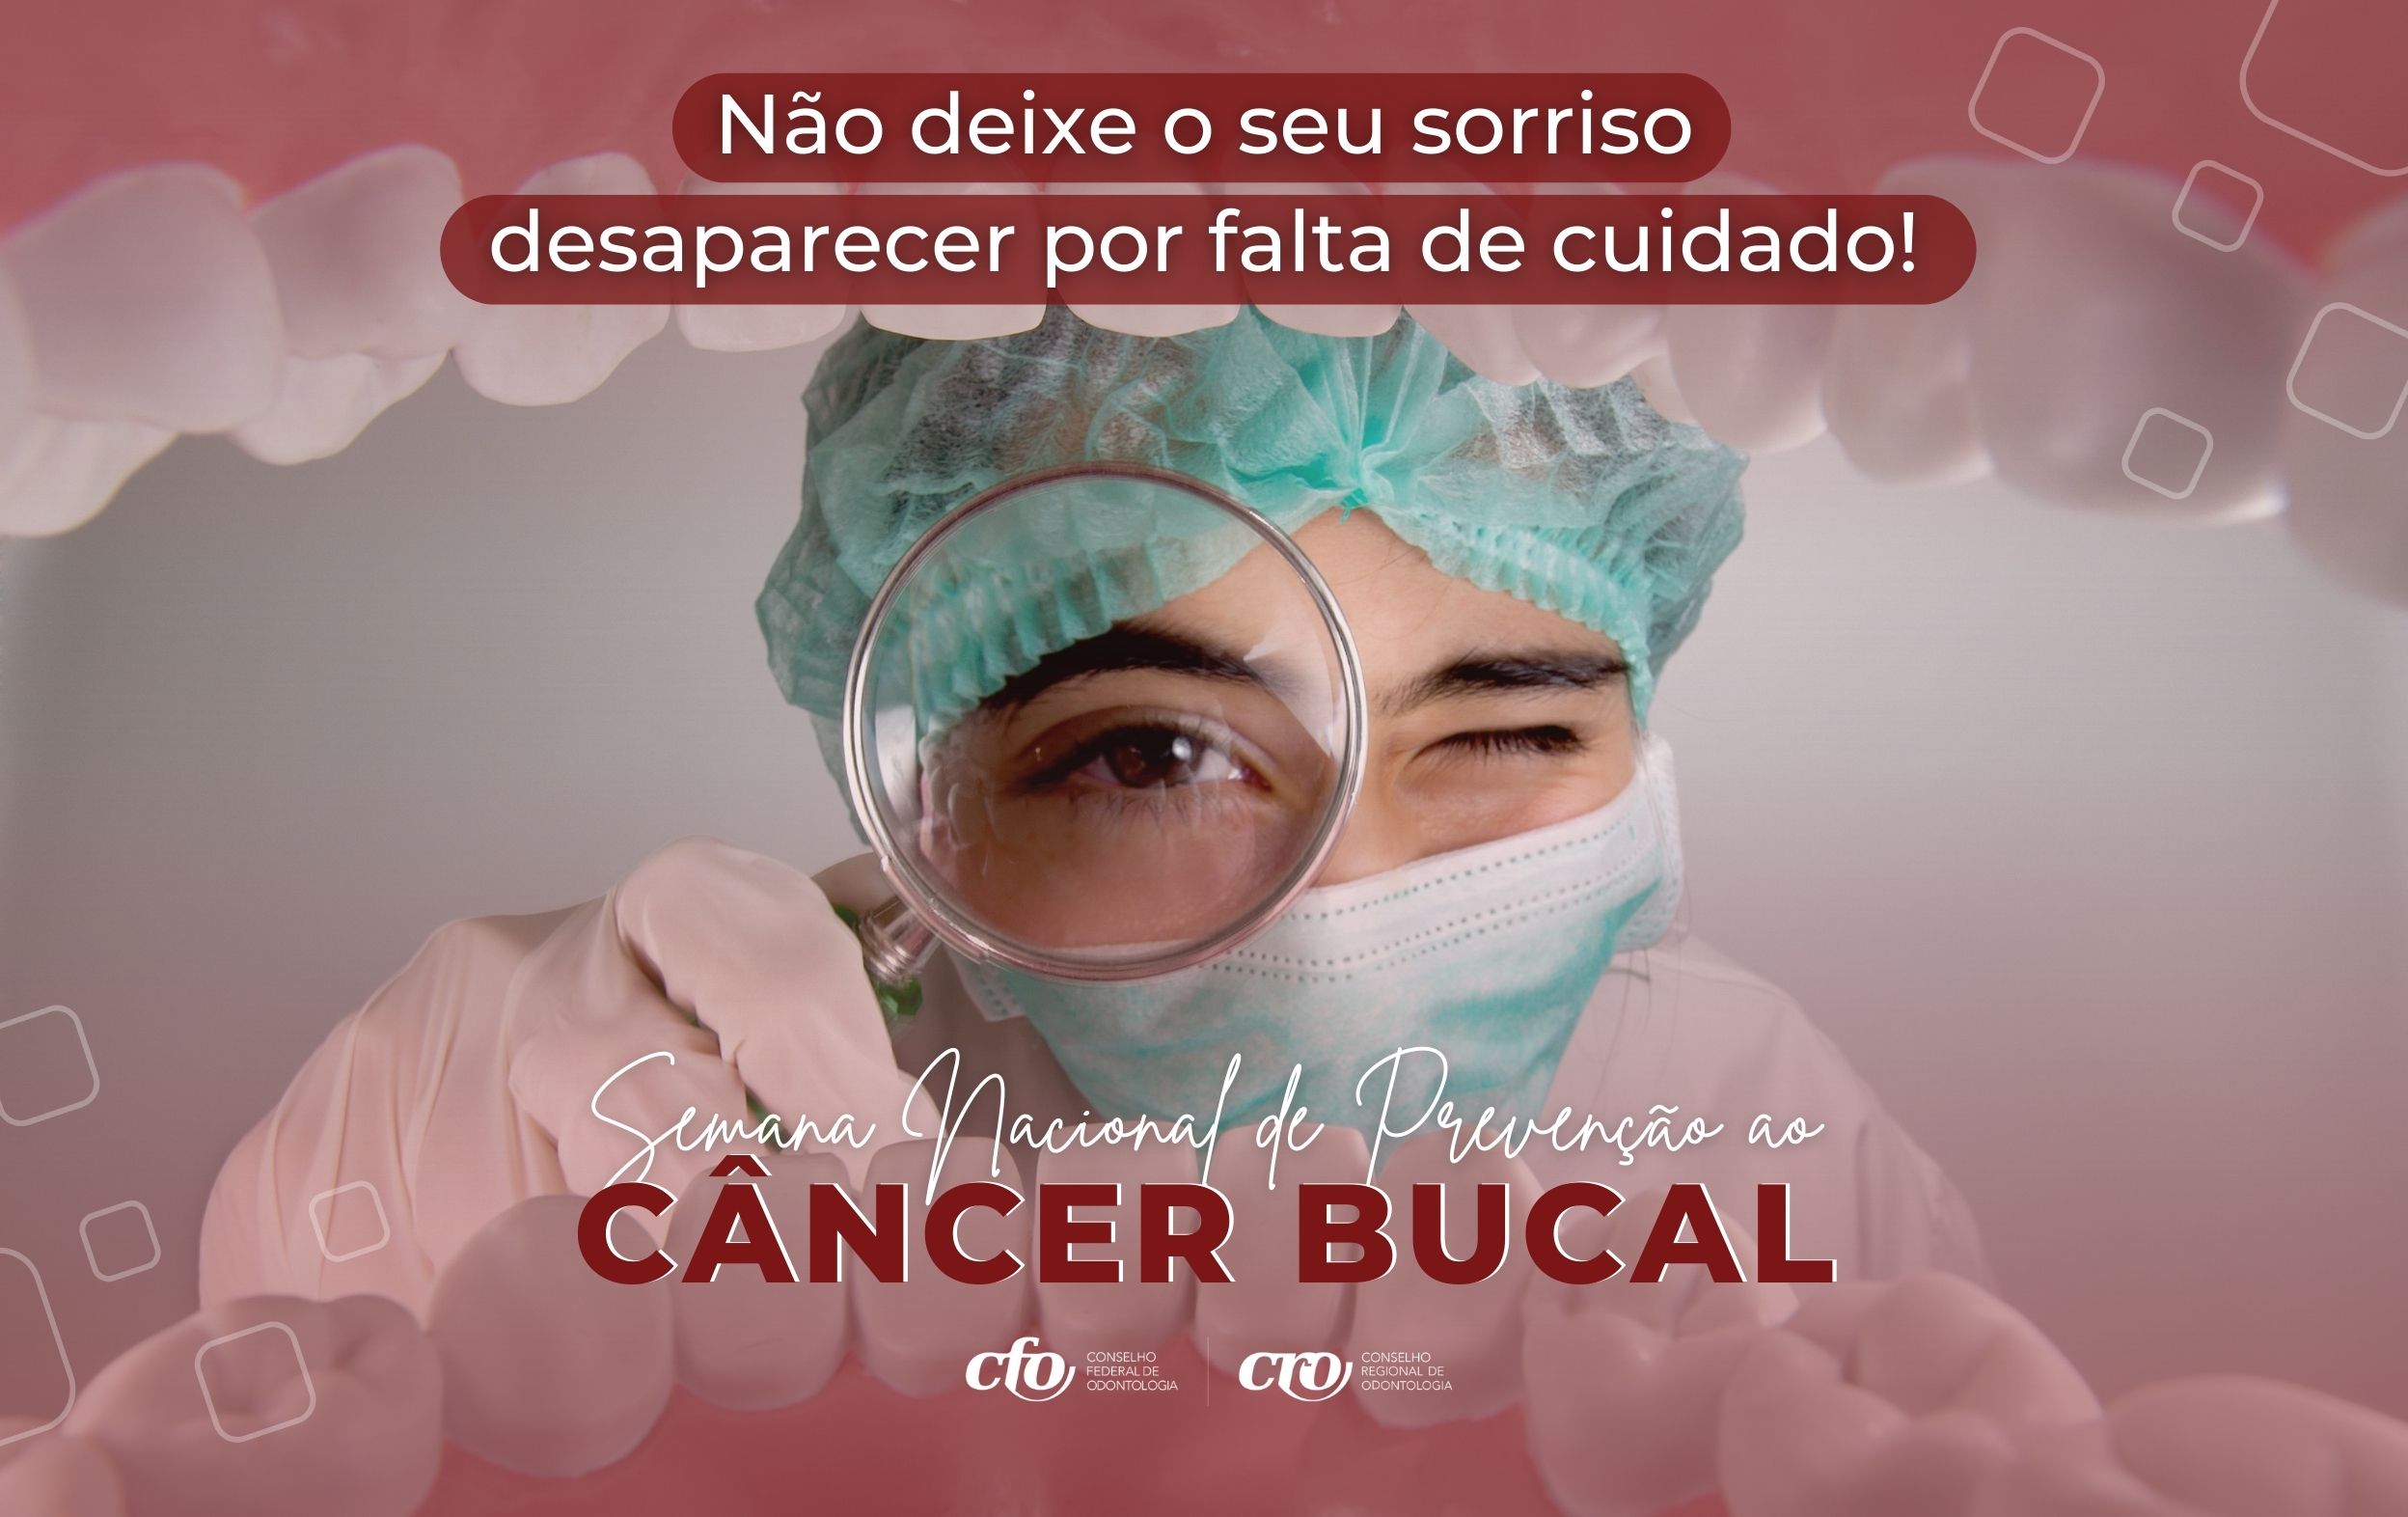 Não deixe o seu sorriso
desaparecer por falta de cuidado!
Semana Nacional de Prevenção ao
CÂNCER BUCAL
cfo
CONSELHO
FEDERAL DE
ODONTOLOGIA
cro
CONSELHO
REGIONAL DE
ODONTOLOGIA